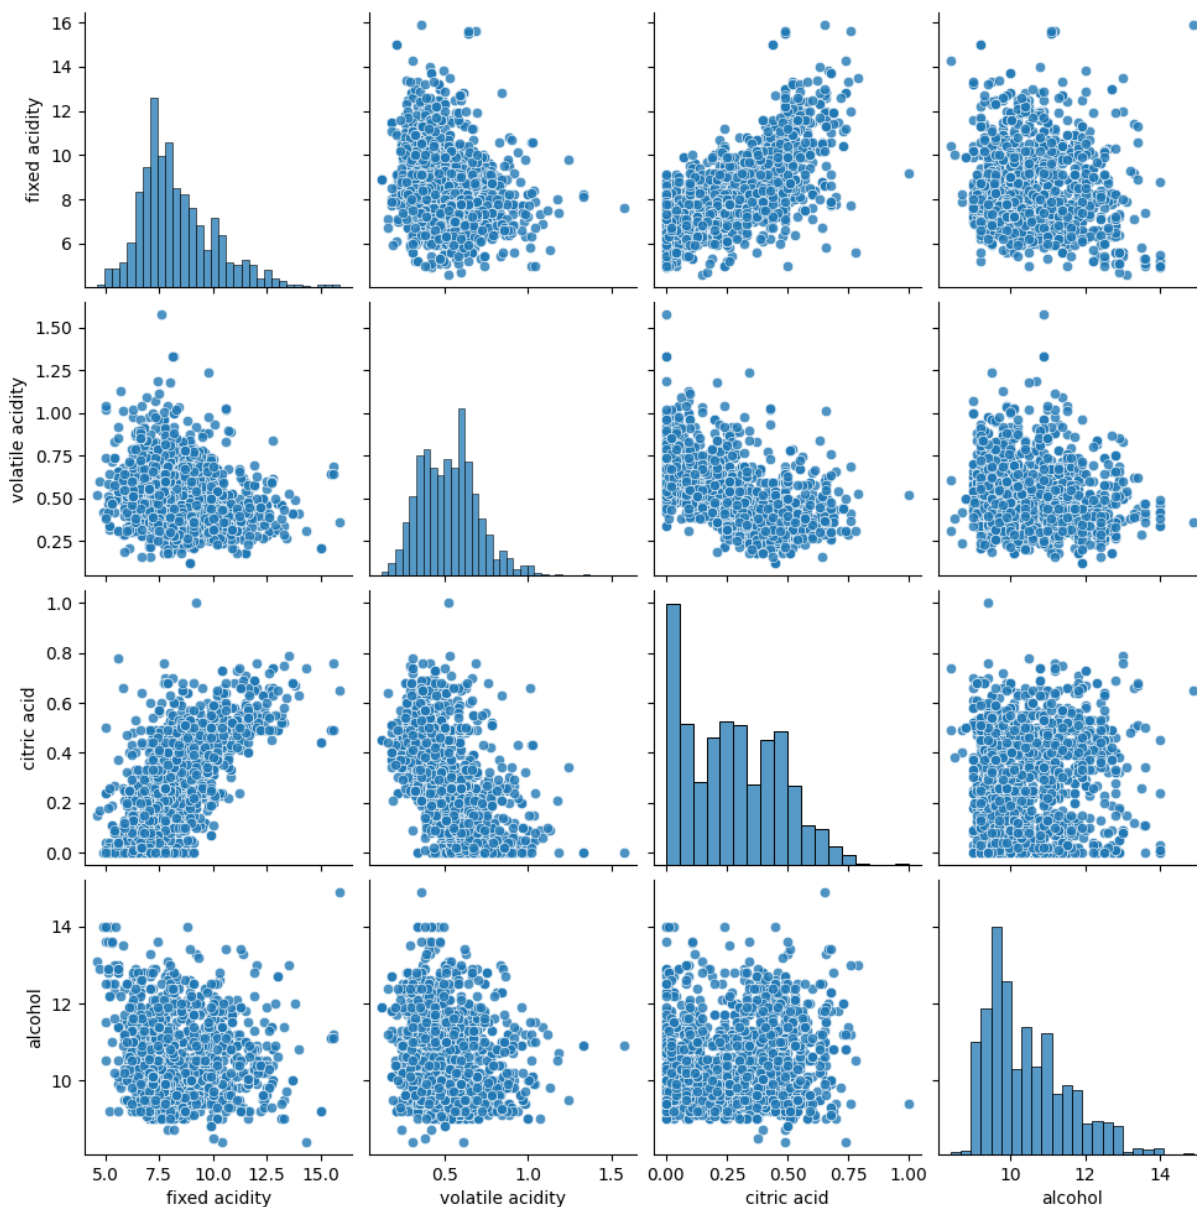 16
14
12
10
8
6
fixed acidity
1.50
1.25
1.00
0.75
0.50
0.25
volatile acidity
1.0
0.8
0.6
0.4
0.2
0.0
citric acid
14
12
10
alcohol
5.0 7.5 10.0 12.5 15.0
fixed acidity
0.5 1.0 1.5
volatile acidity
0.00 0.25 0.50 0.75 1.00
citric acid
10 12 14
alcohol